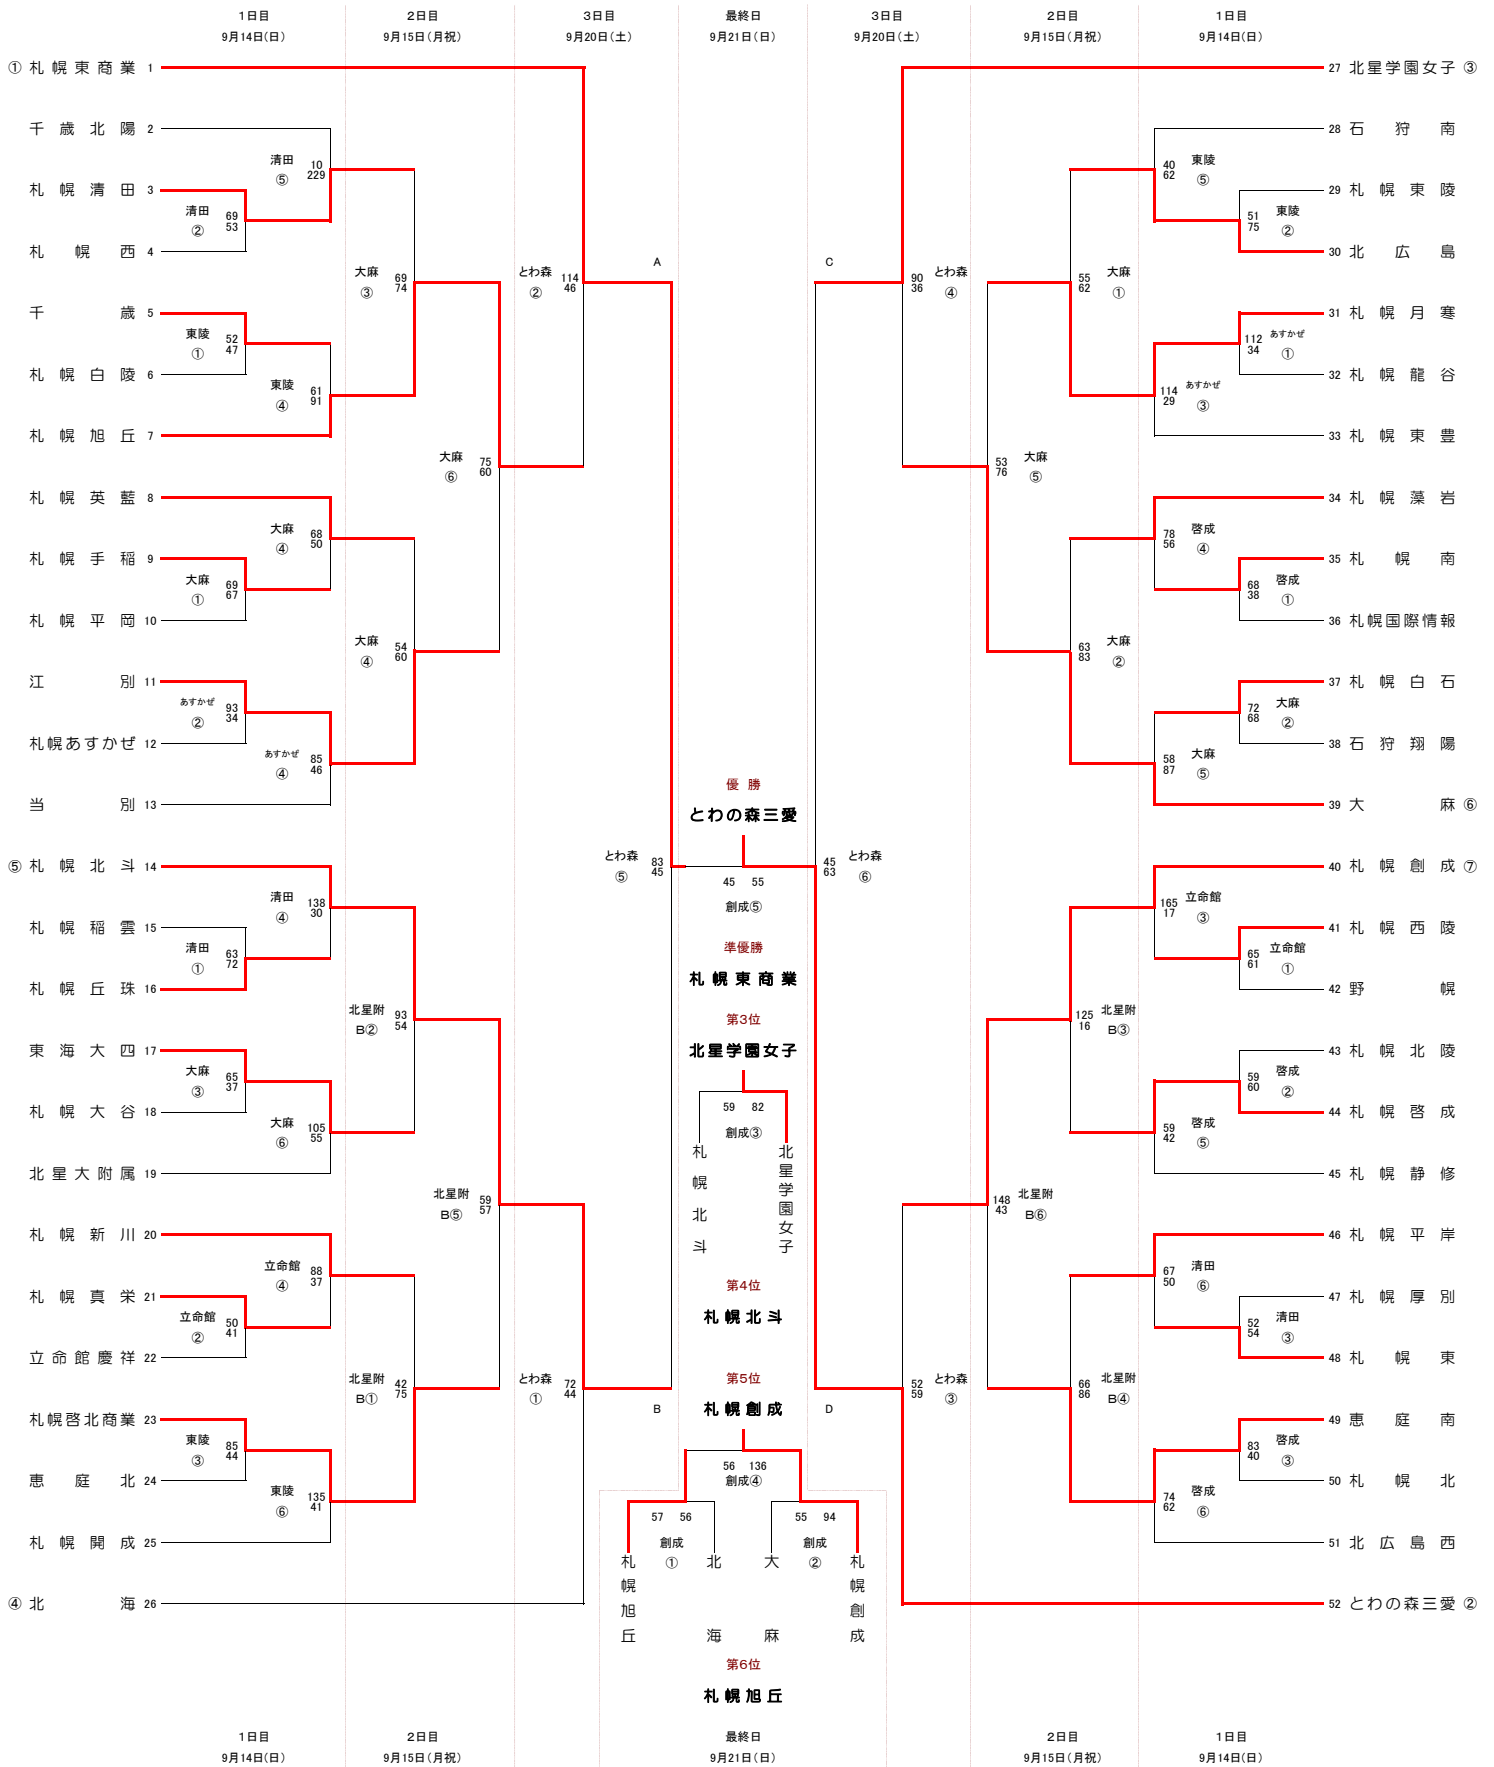 1日目 2日目 3日目 最終日 3日目 2日目 1日目
9月14日(日) 9月15日(月祝) 9月20日(土) 9月21日(日) 9月20日(土) 9月15日(月祝) 9月14日(日)
① 札幌東商業 1
千歳北陽 2
札幌清田 3
札幌西 4
千歳 5
札幌白陵 6
札幌旭丘 7
札幌英藍 8
札幌手稲 9
札幌平岡 10
江別 11
札幌あすかぜ 12
当別 13
⑤ 札幌北斗 14
札幌稲雲 15
札幌丘珠 16
東海大四 17
札幌大谷 18
北星大附属 19
札幌新川 20
札幌真栄 21
立命館慶祥 22
札幌啓北商業 23
恵庭北 24
札幌開成 25
④ 北海 26
清田 ② 69 53
東陵 ① 52 47
大麻 ① 69 67
あすかぜ ② 93 34
清田 ① 63 72
大麻 ③ 65 37
立命館 ② 50 41
東陵 ③ 85 44
清田 ⑤ 10 229
東陵 ④ 61 91
大麻 ④ 68 50
あすかぜ ④ 85 46
清田 ④ 138 30
大麻 ⑥ 105 55
立命館 ④ 88 37
東陵 ⑥ 135 41
大麻 ③ 69 74
大麻 ④ 54 60
北星附 B② 93 54
北星附 B① 42 75
大麻 ⑥ 75 60
北星附 B⑤ 59 57
とわ森 ② 114 46
とわ森 ① 72 44
A
B
とわ森 ⑤ 83 45
優勝
とわの森三愛
45 55
創成⑤
準優勝
札幌東商業
第3位
北星学園女子
59 82
創成③
札幌北斗
北星学園女子
第4位
札幌北斗
第5位
札幌創成
56 136
創成④
57 56
創成
①
55 94
創成
②
札幌旭丘
北海
大麻
札幌創成
第6位
札幌旭丘
C
D
45 63 とわ森 ⑥
90 36 とわ森 ④
52 59 とわ森 ③
53 76 大麻 ⑤
148 43 北星附 B⑥
55 62 大麻 ①
63 83 大麻 ②
125 16 北星附 B③
66 86 北星附 B④
40 62 東陵 ⑤
114 29 あすかぜ ③
78 56 啓成 ④
58 87 大麻 ⑤
165 17 立命館 ③
59 42 啓成 ⑤
67 50 清田 ⑥
74 62 啓成 ⑥
51 75 東陵 ②
112 34 あすかぜ ①
68 38 啓成 ①
72 68 大麻 ②
65 61 立命館 ①
59 60 啓成 ②
52 54 清田 ③
83 40 啓成 ③
27 北星学園女子 ③
28 石狩南
29 札幌東陵
30 北広島
31 札幌月寒
32 札幌龍谷
33 札幌東豊
34 札幌藻岩
35 札幌南
36 札幌国際情報
37 札幌白石
38 石狩翔陽
39 大麻 ⑥
40 札幌創成 ⑦
41 札幌西陵
42 野幌
43 札幌北陵
44 札幌啓成
45 札幌静修
46 札幌平岸
47 札幌厚別
48 札幌東
49 恵庭南
50 札幌北
51 北広島西
52 とわの森三愛 ②
1日目 2日目 最終日 2日目 1日目
9月14日(日) 9月15日(月祝) 9月21日(日) 9月15日(月祝) 9月14日(日)